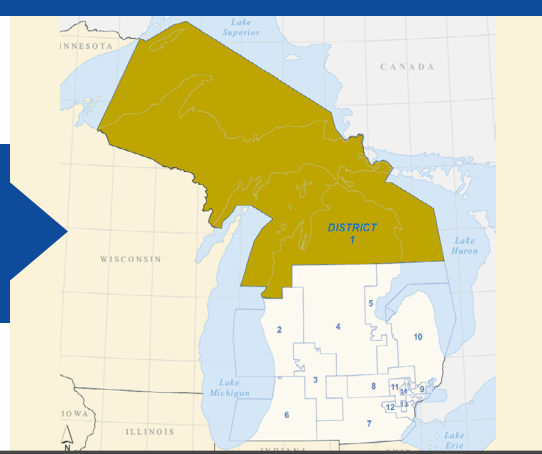 Lake
Superior
INNESOTA
CANADA
DISTRICT
1
Lake
Huron
WISCONSIN
5
2
4
10
3
8
11
14
9
Lake
Michigan
12
13
6
7
IOWA
ILLINOIS
Lake
Erie
N
INDIANA